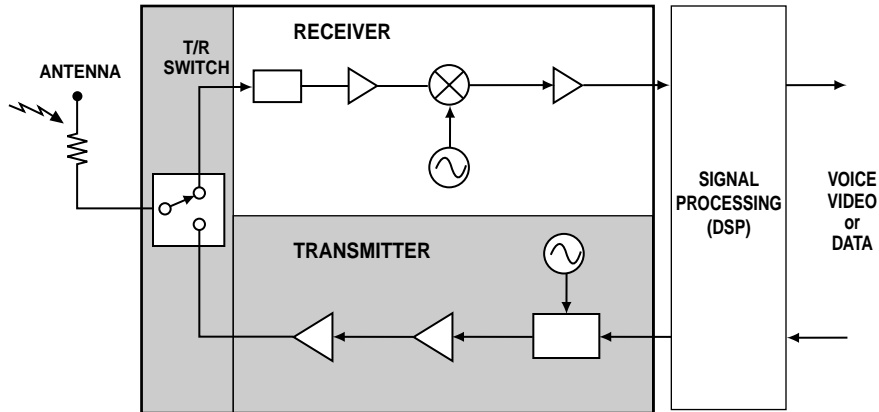 RECEIVER
T/R
SWITCH
ANTENNA
SIGNAL
PROCESSING
(DSP)
VOICE
VIDEO
or
DATA
TRANSMITTER